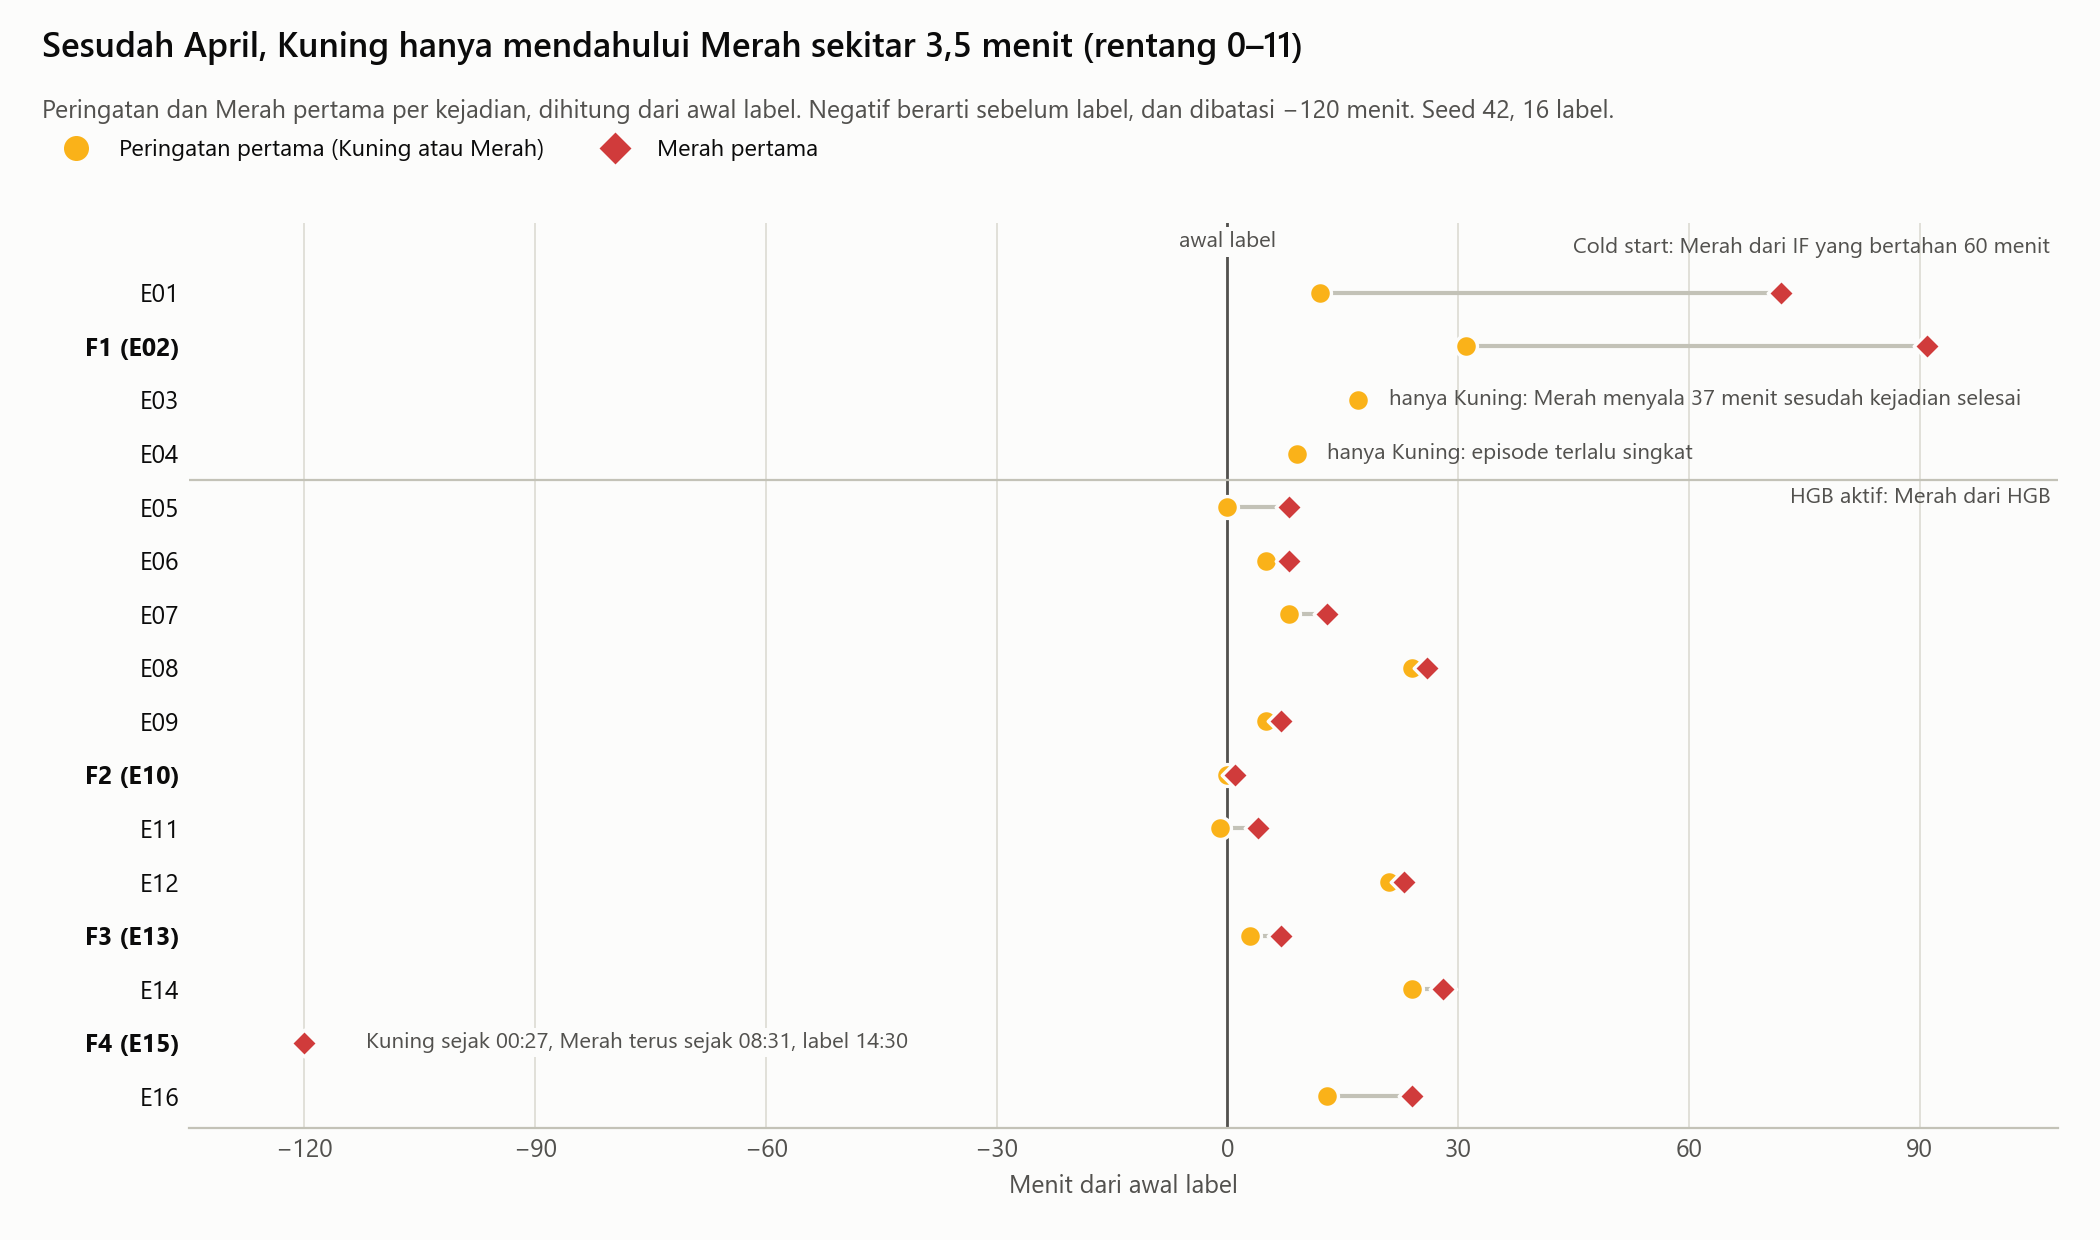 Sesudah April, Kuning hanya mendahului Merah sekitar 3,5 menit (rentang 0–11)
Peringatan dan Merah pertama per kejadian, dihitung dari awal label. Negatif berarti sebelum label, dan dibatasi −120 menit. Seed 42, 16 label.
Peringatan pertama (Kuning atau Merah)
Merah pertama
awal label
Cold start: Merah dari IF yang bertahan 60 menit
E01
F1 (E02)
E03
hanya Kuning: Merah menyala 37 menit sesudah kejadian selesai
E04
hanya Kuning: episode terlalu singkat
HGB aktif: Merah dari HGB
E05
E06
E07
E08
E09
F2 (E10)
E11
E12
F3 (E13)
E14
F4 (E15)
Kuning sejak 00:27, Merah terus sejak 08:31, label 14:30
E16
−120
−90
−60
−30
0
30
60
90
Menit dari awal label